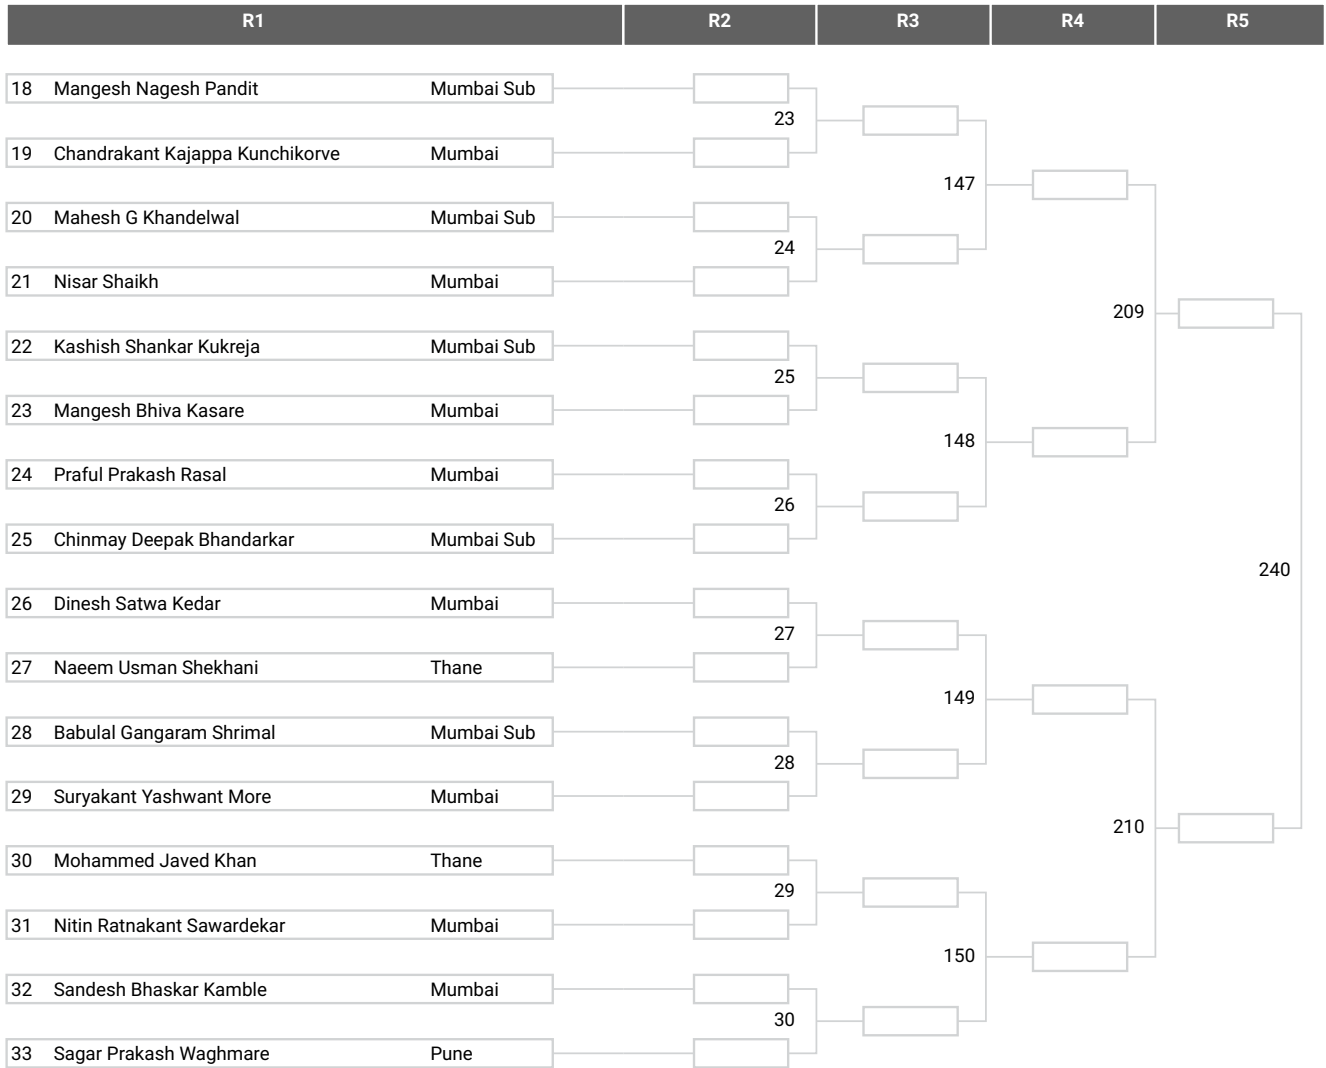 R1 R2 R3 R4 R5
18 Mangesh Nagesh Pandit Mumbai Sub
23
19 Chandrakant Kajappa Kunchikorve Mumbai
147
20 Mahesh G Khandelwal Mumbai Sub
24
21 Nisar Shaikh Mumbai
209
22 Kashish Shankar Kukreja Mumbai Sub
25
23 Mangesh Bhiva Kasare Mumbai
148
24 Praful Prakash Rasal Mumbai
26
25 Chinmay Deepak Bhandarkar Mumbai Sub
240
26 Dinesh Satwa Kedar Mumbai
27
27 Naeem Usman Shekhani Thane
149
28 Babulal Gangaram Shrimal Mumbai Sub
28
29 Suryakant Yashwant More Mumbai
210
30 Mohammed Javed Khan Thane
29
31 Nitin Ratnakant Sawardekar Mumbai
150
32 Sandesh Bhaskar Kamble Mumbai
30
33 Sagar Prakash Waghmare Pune